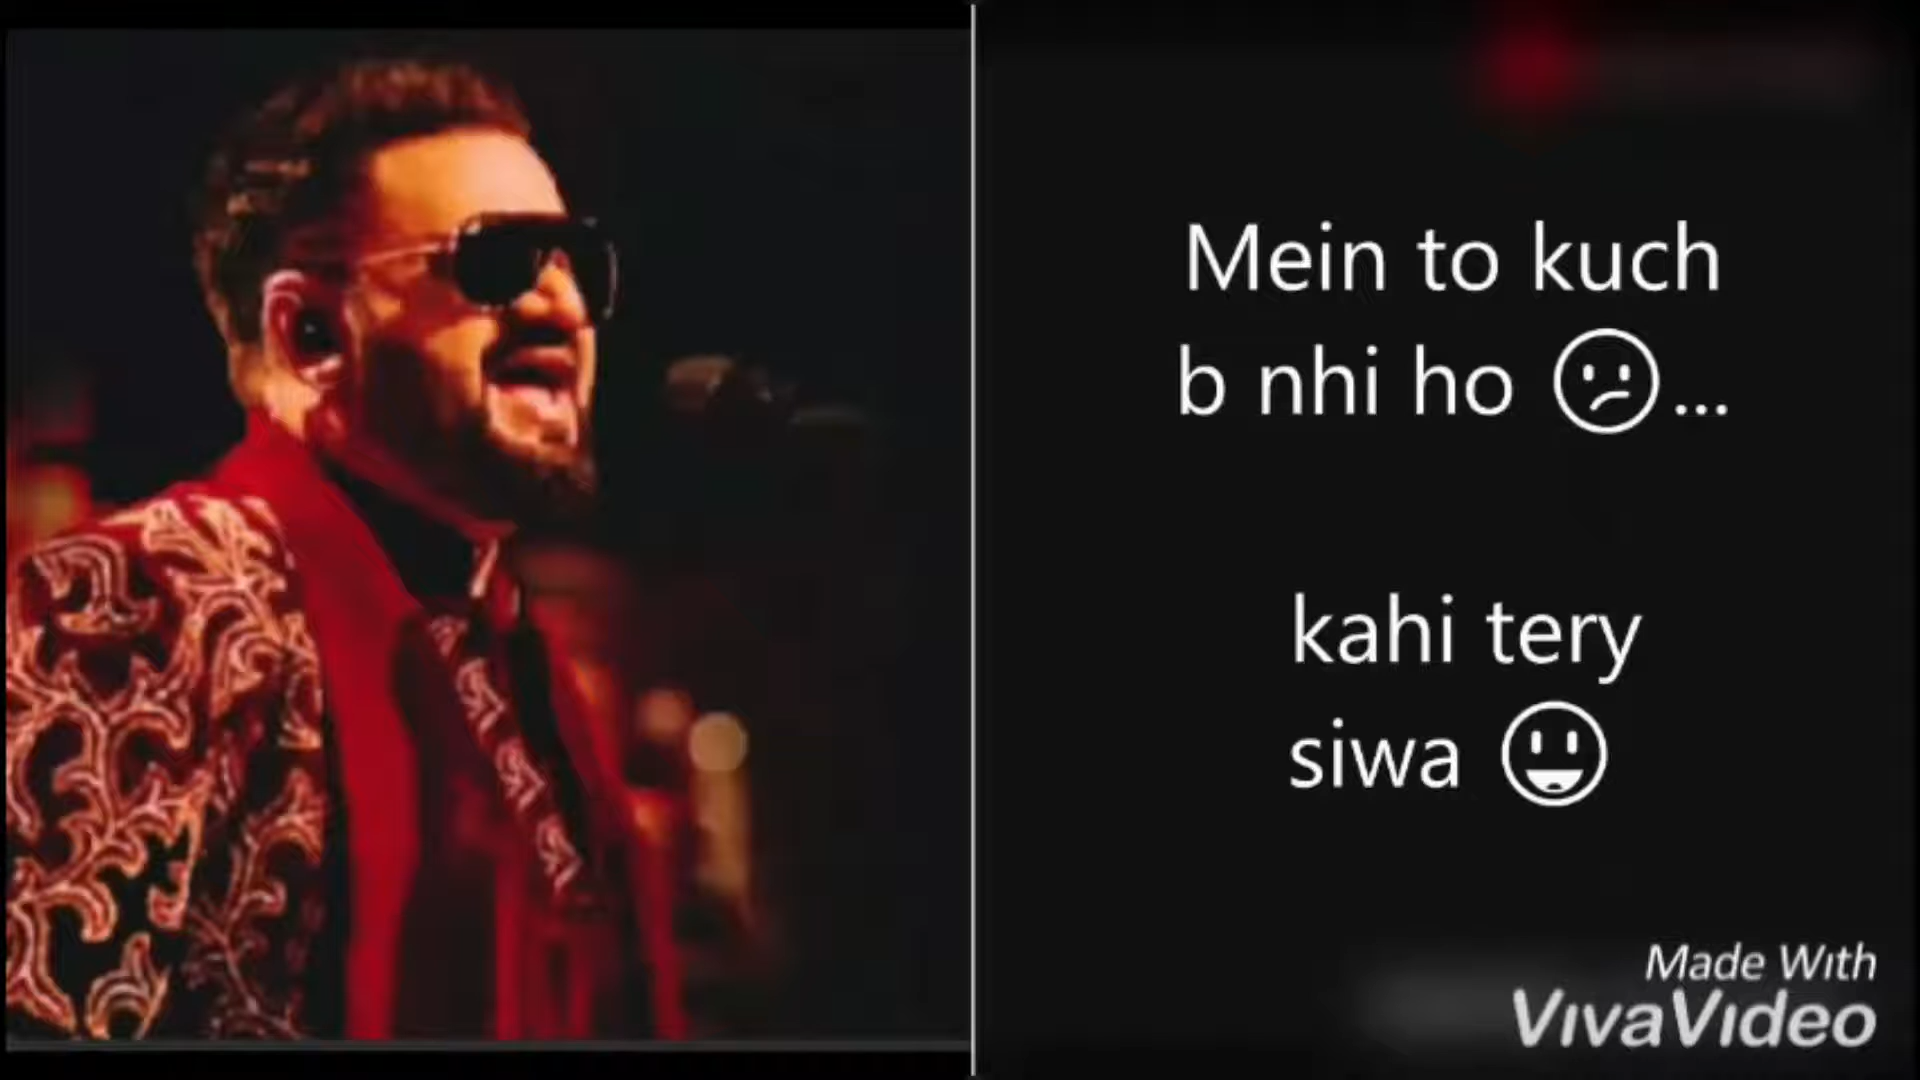 Mein to kuch
b nhi ho 😕...
kahi tery
siwa 😃
Made With
VivaVideo